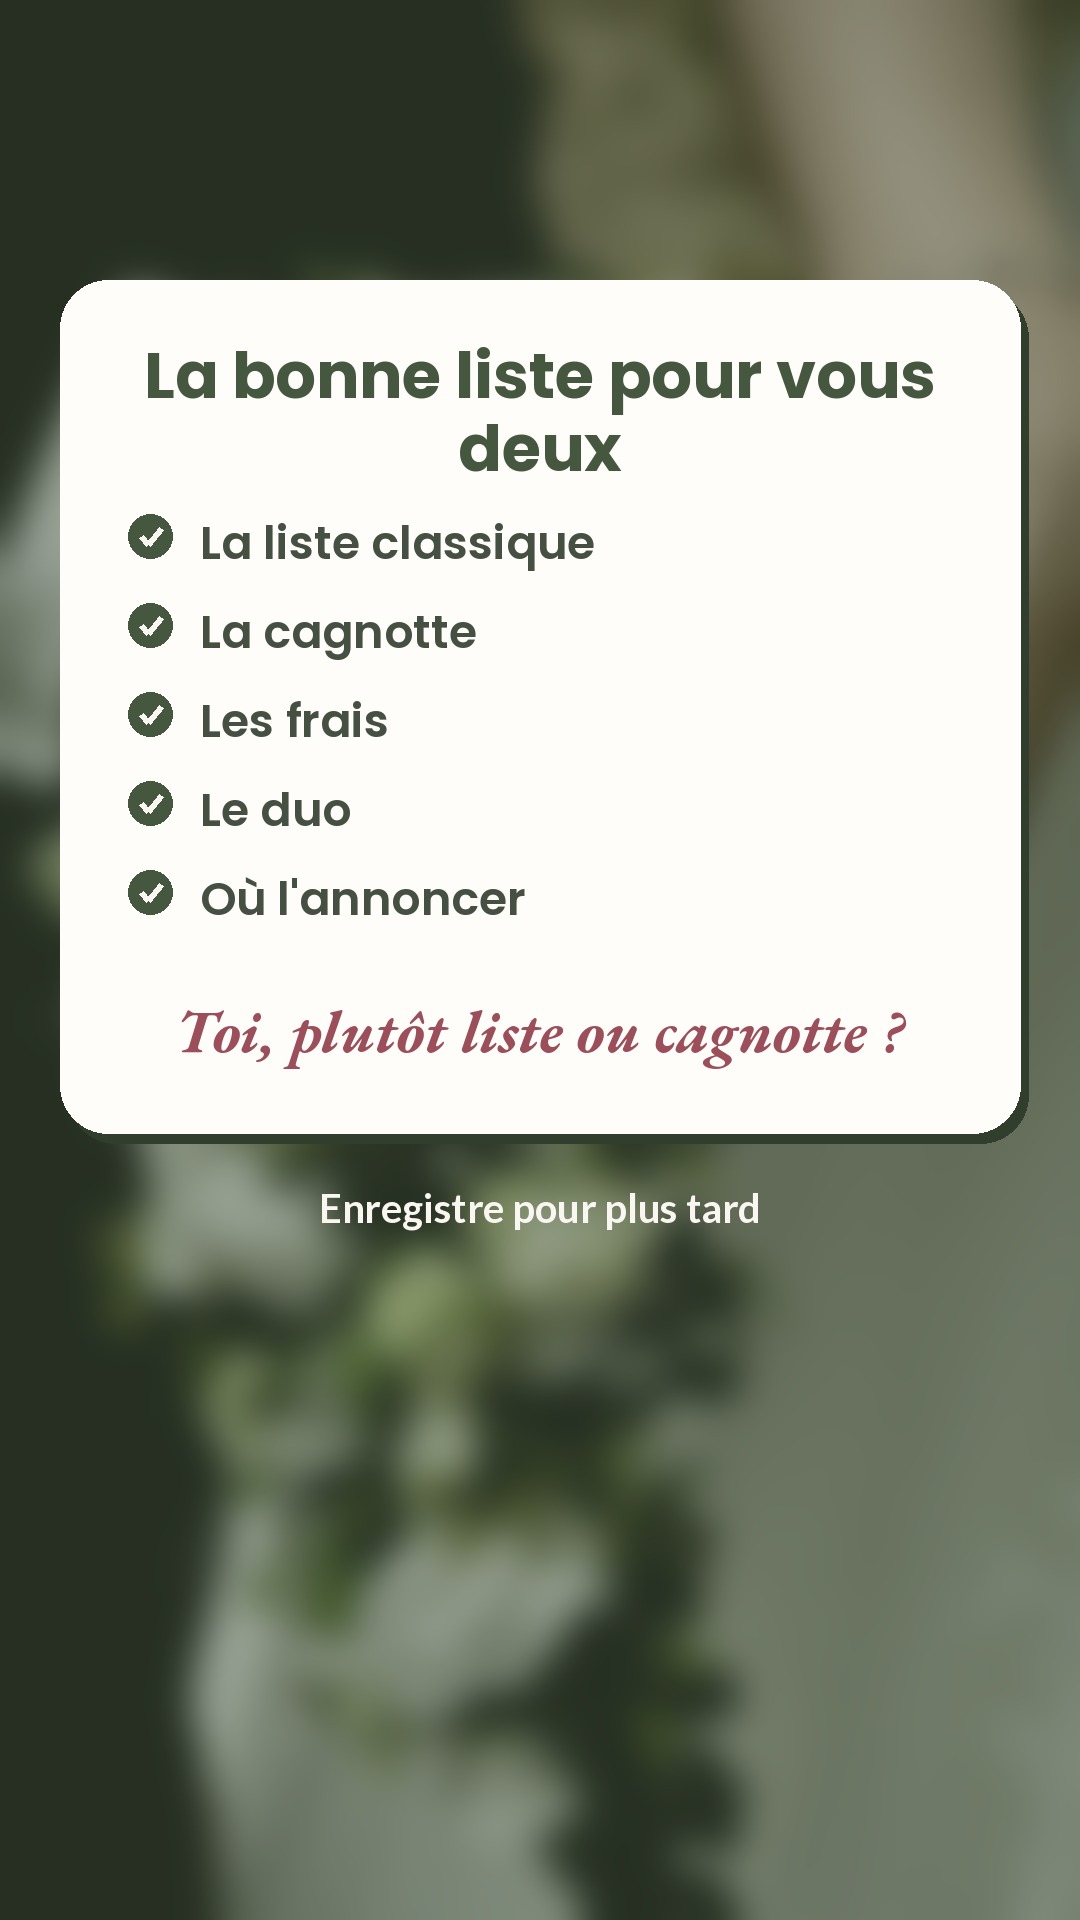 La bonne liste pour vous
deux
La liste classique
La cagnotte
Les frais
Le duo
Où l'annoncer
Toi, plutôt liste ou cagnotte ?
Enregistre pour plus tard